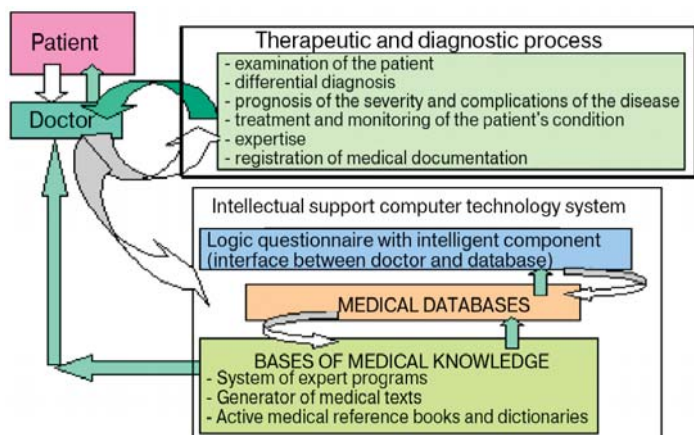 Patient
Doctor
Therapeutic and diagnostic process
- examination of the patient
- differential diagnosis
- prognosis of the severity and complications of the disease
- treatment and monitoring of the patient's condition
- expertise
- registration of medical documentation
Intellectual support computer technology system
Logic questionnaire with intelligent component
(interface between doctor and database)
MEDICAL DATABASES
BASES OF MEDICAL KNOWLEDGE
- System of expert programs
- Generator of medical texts
- Active medical reference books and dictionaries